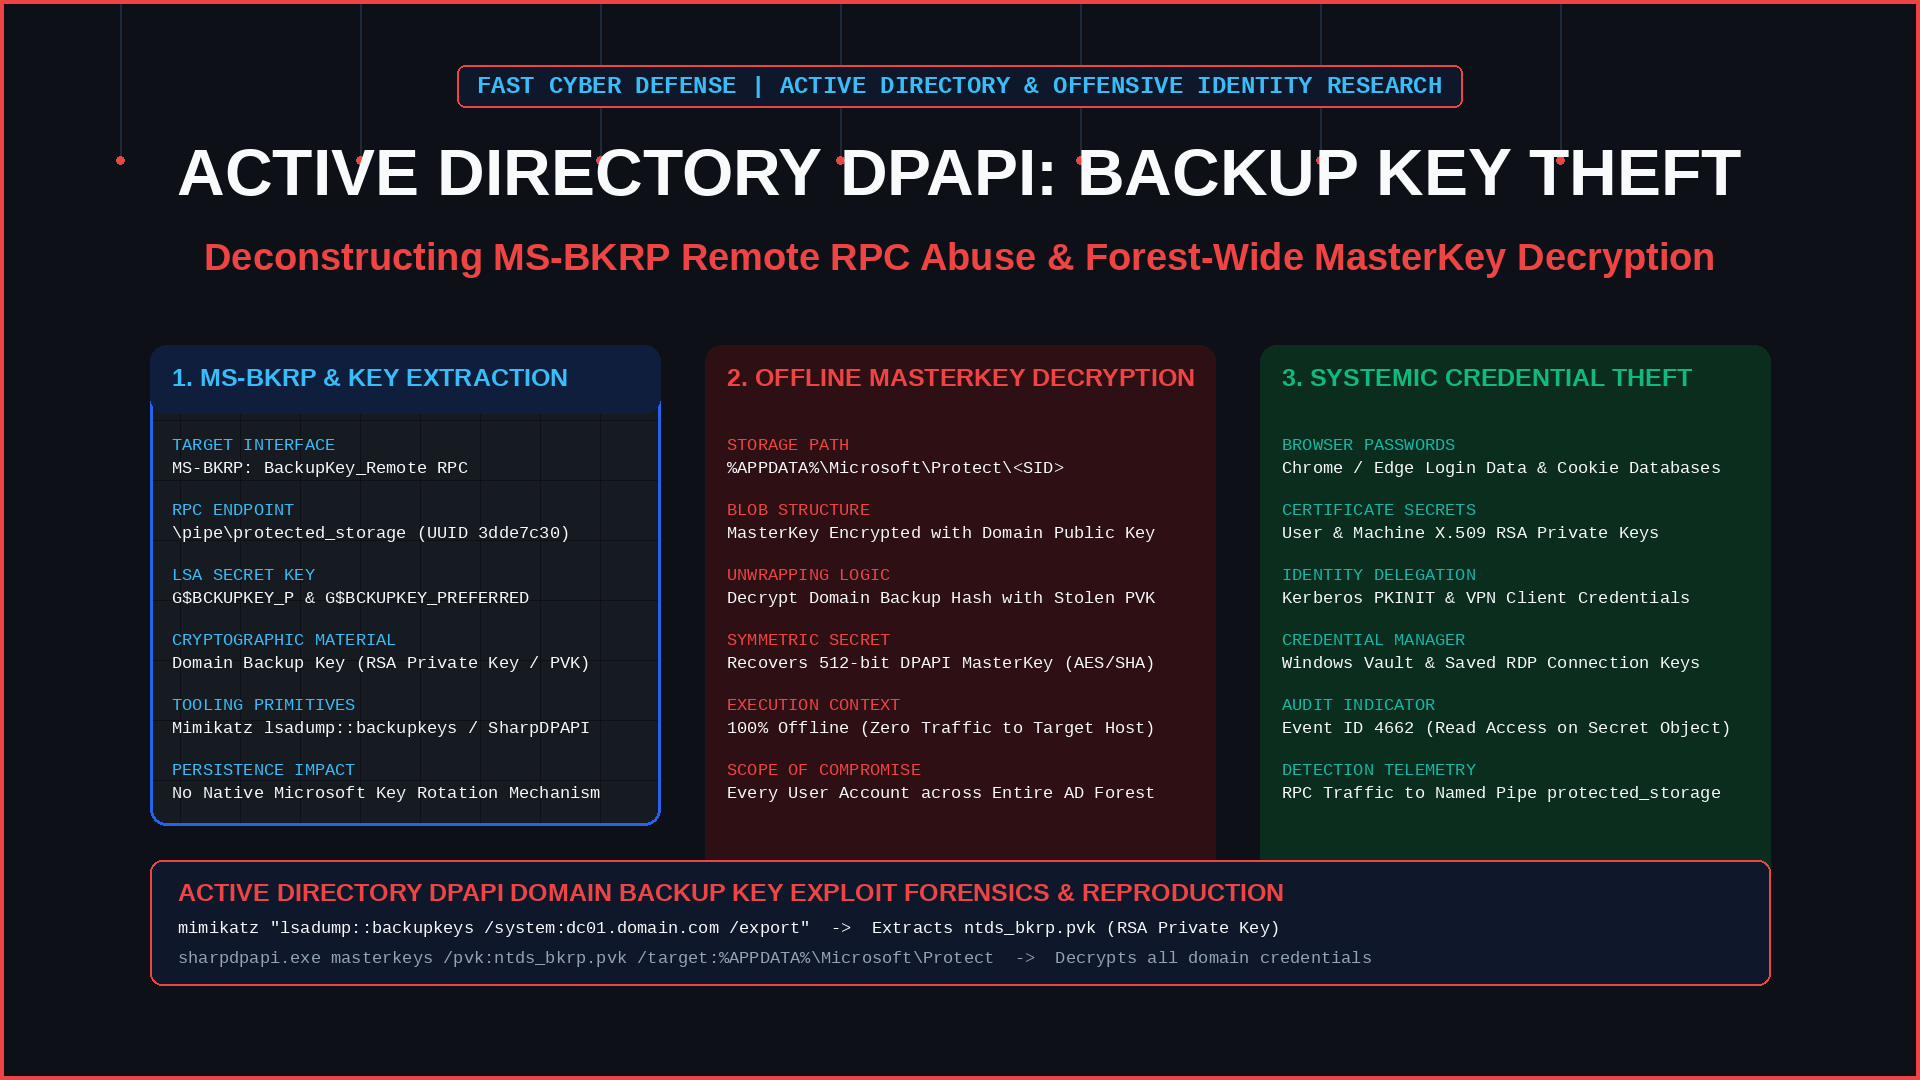 FAST CYBER DEFENSE | ACTIVE DIRECTORY & OFFENSIVE IDENTITY RESEARCH
ACTIVE DIRECTORY DPAPI: BACKUP KEY THEFT
Deconstructing MS-BKRP Remote RPC Abuse & Forest-Wide MasterKey Decryption
1. MS-BKRP & KEY EXTRACTION
TARGET INTERFACE
MS-BKRP: BackupKey_Remote RPC
RPC ENDPOINT
\pipe\protected_storage (UUID 3dde7c30)
LSA SECRET KEY
G$BCKUPKEY_P & G$BCKUPKEY_PREFERRED
CRYPTOGRAPHIC MATERIAL
Domain Backup Key (RSA Private Key / PVK)
TOOLING PRIMITIVES
Mimikatz lsadump::backupkeys / SharpDPAPI
PERSISTENCE IMPACT
No Native Microsoft Key Rotation Mechanism
2. OFFLINE MASTERKEY DECRYPTION
STORAGE PATH
%APPDATA%\Microsoft\Protect\<SID>
BLOB STRUCTURE
MasterKey Encrypted with Domain Public Key
UNWRAPPING LOGIC
Decrypt Domain Backup Hash with Stolen PVK
SYMMETRIC SECRET
Recovers 512-bit DPAPI MasterKey (AES/SHA)
EXECUTION CONTEXT
100% Offline (Zero Traffic to Target Host)
SCOPE OF COMPROMISE
Every User Account across Entire AD Forest
3. SYSTEMIC CREDENTIAL THEFT
BROWSER PASSWORDS
Chrome / Edge Login Data & Cookie Databases
CERTIFICATE SECRETS
User & Machine X.509 RSA Private Keys
IDENTITY DELEGATION
Kerberos PKINIT & VPN Client Credentials
CREDENTIAL MANAGER
Windows Vault & Saved RDP Connection Keys
AUDIT INDICATOR
Event ID 4662 (Read Access on Secret Object)
DETECTION TELEMETRY
RPC Traffic to Named Pipe protected_storage
ACTIVE DIRECTORY DPAPI DOMAIN BACKUP KEY EXPLOIT FORENSICS & REPRODUCTION
mimikatz "lsadump::backupkeys /system:dc01.domain.com /export"  ->  Extracts ntds_bkrp.pvk (RSA Private Key)
sharpdpapi.exe masterkeys /pvk:ntds_bkrp.pvk /target:%APPDATA%\Microsoft\Protect  ->  Decrypts all domain credentials